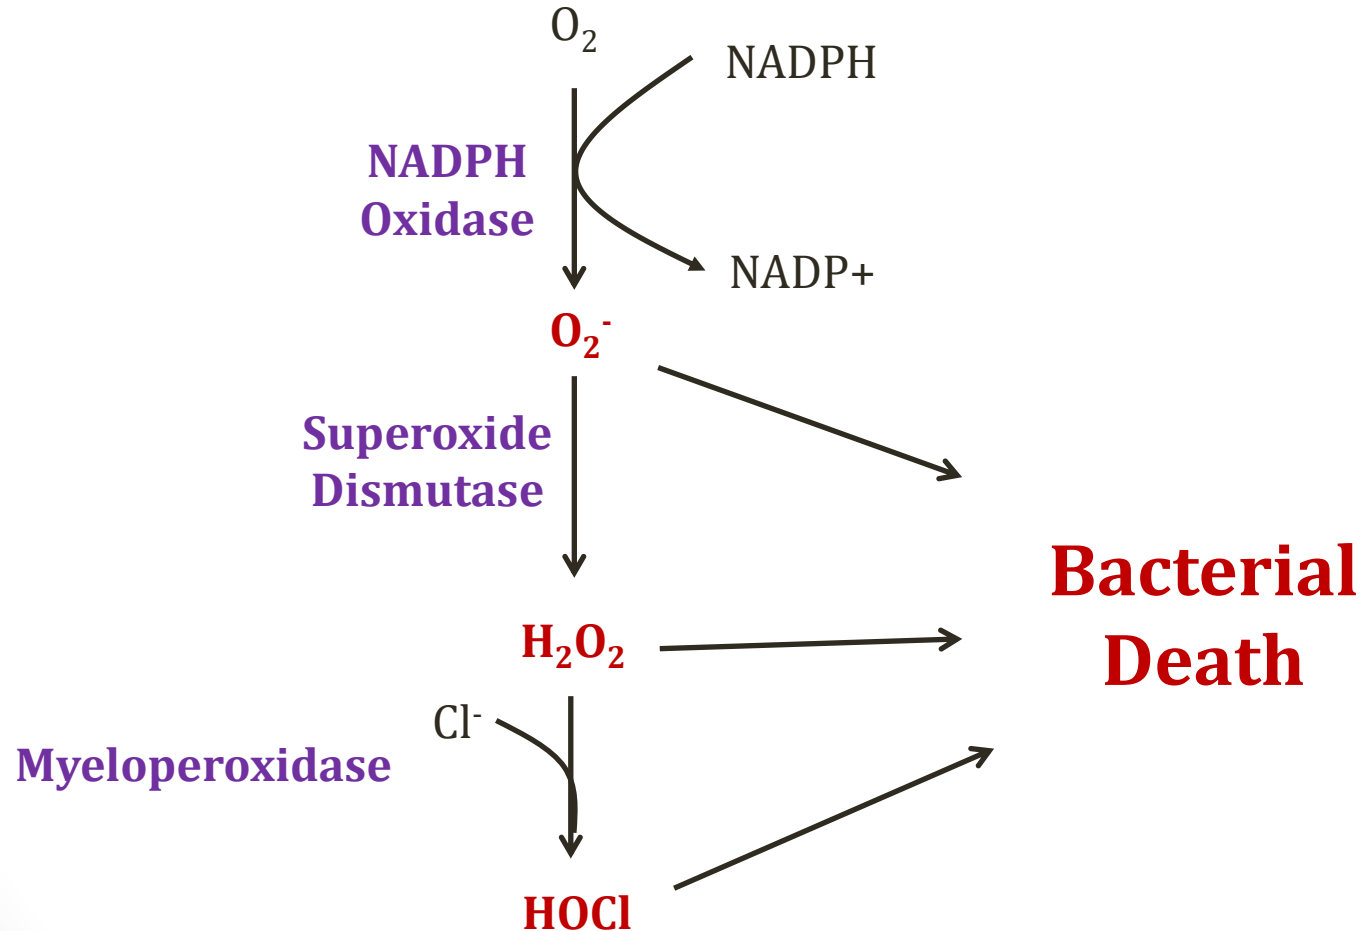 O₂
NADPH
NADPH
Oxidase
NADP+
O₂⁻
Superoxide
Dismutase
Bacterial
Death
H₂O₂
Cl⁻
Myeloperoxidase
HOCl